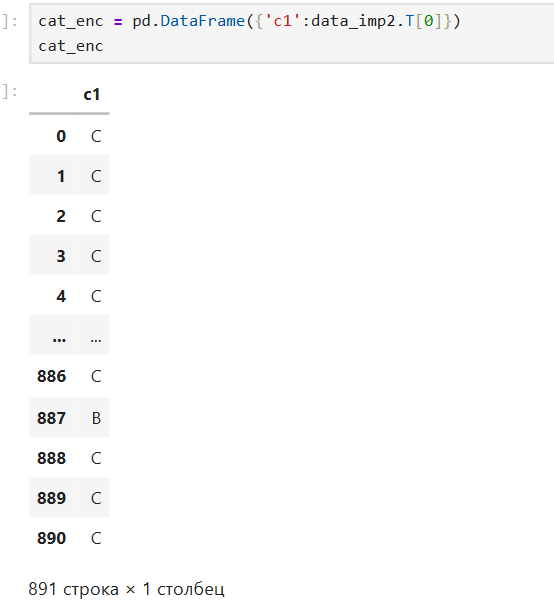 ]: cat_enc = pd.DataFrame({'c1':data_imp2.T[0]})
cat_enc
]:
c1
0 C
1 C
2 C
3 C
4 C
... ...
886 C
887 B
888 C
889 C
890 C
891 строка × 1 столбец